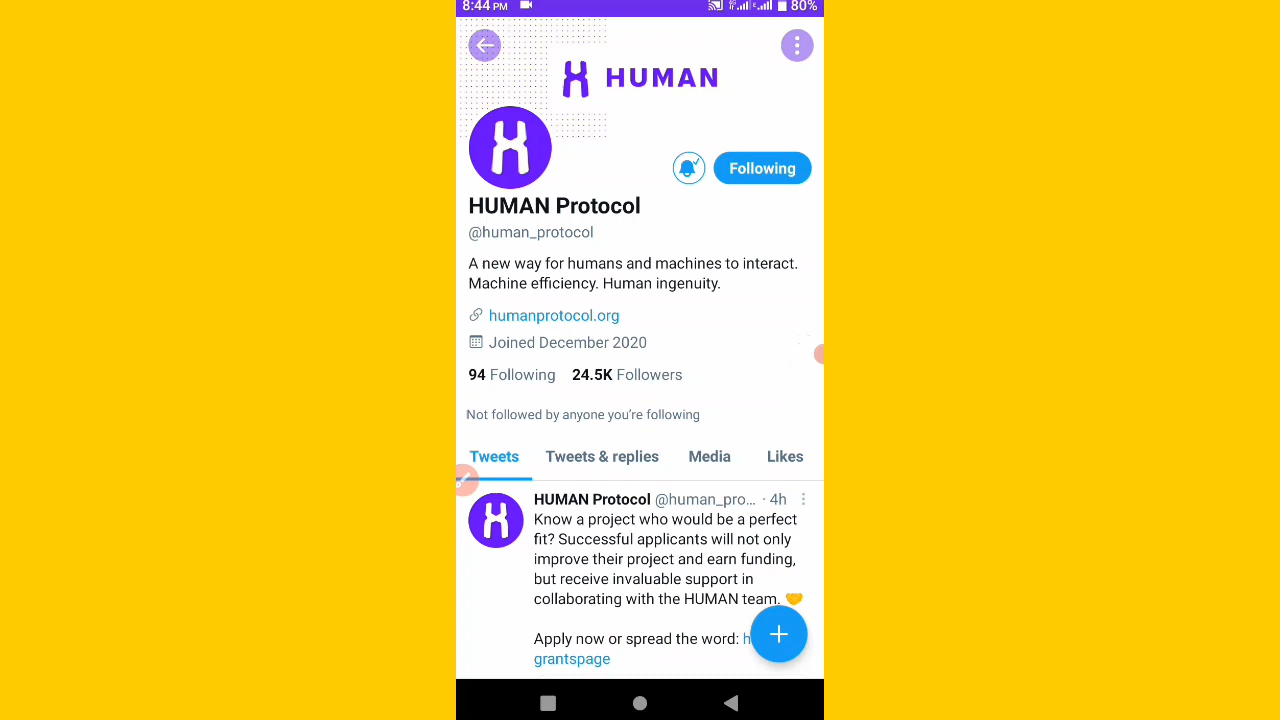 8:44 PM 80%
HUMAN
Following
HUMAN Protocol
@human_protocol
A new way for humans and machines to interact.
Machine efficiency. Human ingenuity.
humanprotocol.org
Joined December 2020
94 Following 24.5K Followers
Not followed by anyone you're following
Tweets Tweets & replies Media Likes
HUMAN Protocol @human_pro... · 4h
Know a project who would be a perfect
fit? Successful applicants will not only
improve their project and earn funding,
but receive invaluable support in
collaborating with the HUMAN team. 🤝
Apply now or spread the word:
grantspage